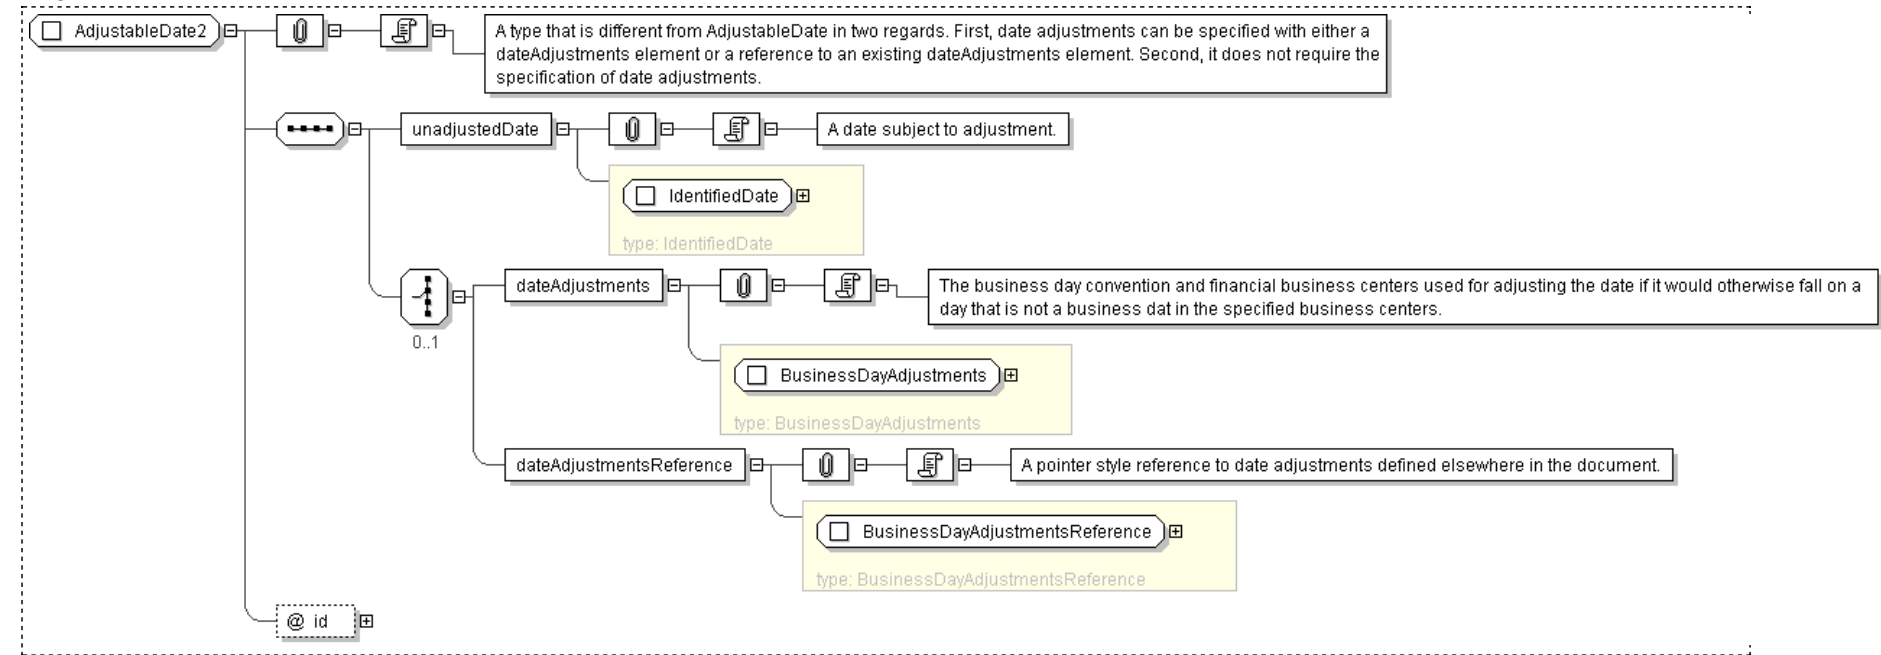 AdjustableDate2
A type that is different from AdjustableDate in two regards. First, date adjustments can be specified with either a
dateAdjustments element or a reference to an existing dateAdjustments element. Second, it does not require the
specification of date adjustments.
unadjustedDate
A date subject to adjustment.
IdentifiedDate
type: IdentifiedDate
dateAdjustments
The business day convention and financial business centers used for adjusting the date if it would otherwise fall on a
day that is not a business dat in the specified business centers.
0..1
BusinessDayAdjustments
type: BusinessDayAdjustments
dateAdjustmentsReference
A pointer style reference to date adjustments defined elsewhere in the document.
BusinessDayAdjustmentsReference
type: BusinessDayAdjustmentsReference
@ id